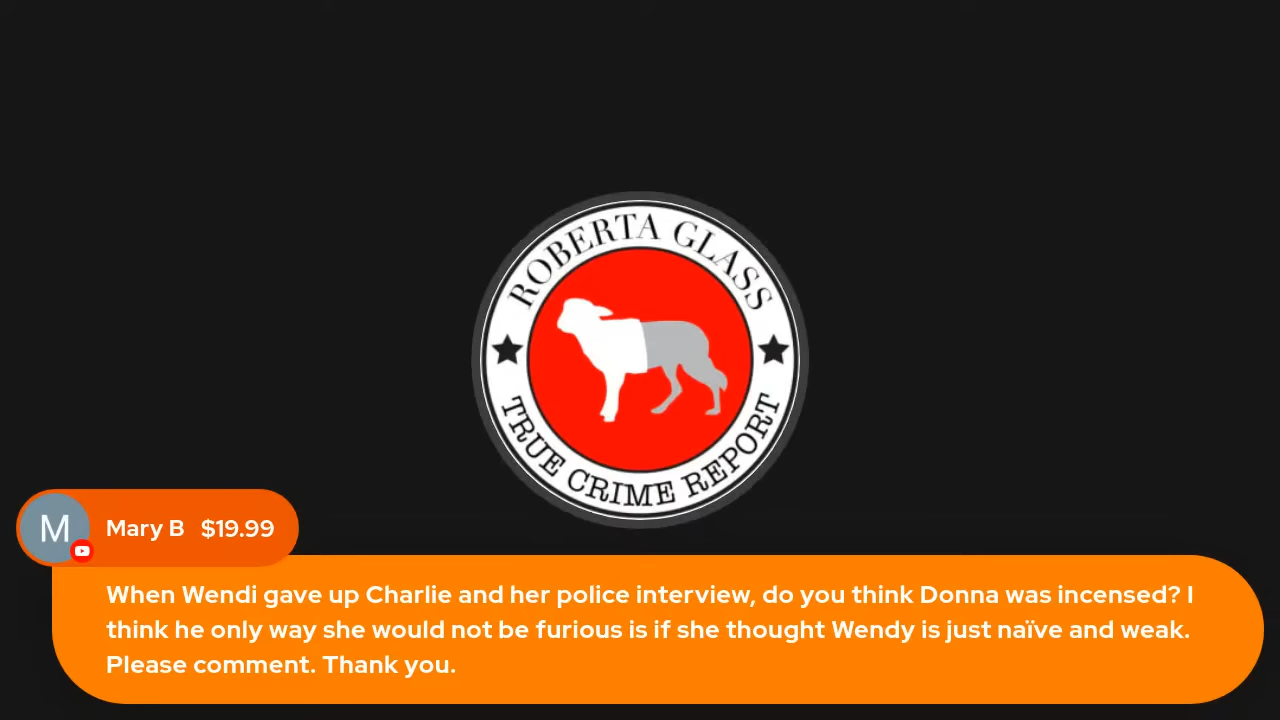 ROBERTA GLASS
TRUE CRIME REPORT
M
Mary B $19.99
When Wendi gave up Charlie and her police interview, do you think Donna was incensed? I
think he only way she would not be furious is if she thought Wendy is just naïve and weak.
Please comment. Thank you.